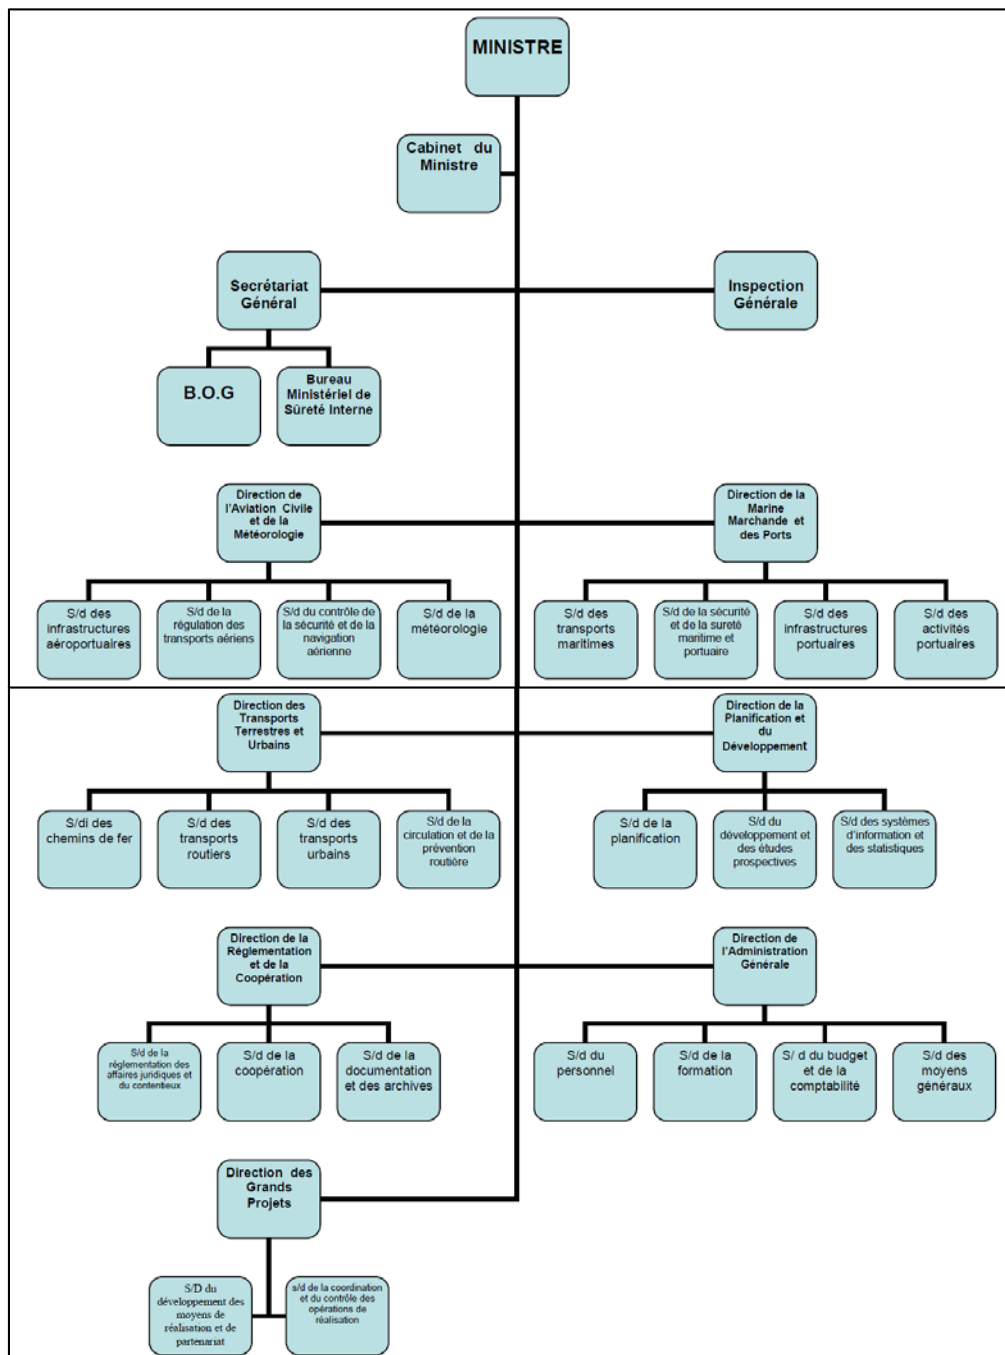 MINISTRE
Cabinet du
Ministre
Secrétariat
Général
Inspection
Générale
B.O.G
Bureau
Ministériel de
Sûreté Interne
Direction de
l'Aviation Civile
et de la
Météorologie
Direction de la
Marine
Marchande et
des Ports
S/d des
infrastructures
aéroportuaires
S/d de la
régulation des
transports aériens
S/d du contrôle de
la sécurité et de la
navigation
aérienne
S/d de la
météorologie
S/d des
transports
maritimes
S/d de la sécurité
et de la sureté
maritime et
portuaire
S/d des
infrastructures
portuaires
S/d des
activités
portuaires
Direction des
Transports
Terrestres et
Urbains
Direction de la
Planification et
du
Développement
S/di des
chemins de fer
S/d des
transports
routiers
S/d des
transports
urbains
S/d de la
circulation et de la
prévention
routière
S/d de la
planification
S/d du
développement et
des études
prospectives
S/d des systèmes
d'information et
des statistiques
Direction de la
Réglementation
et de la
Coopération
Direction de
l'Administration
Générale
S/d de la
réglementation des
affaires juridiques et
du contentieux
S/d de la
coopération
S/d de la
documentation
et des archives
S/d du
personnel
S/d de la
formation
S/ d du budget
et de la
comptabilité
S/d des
moyens
généraux
Direction des
Grands
Projets
S/D du
développement des
moyens de
réalisation et de
partenariat
s/d de la coordination
et du contrôle des
opérations de
réalisation